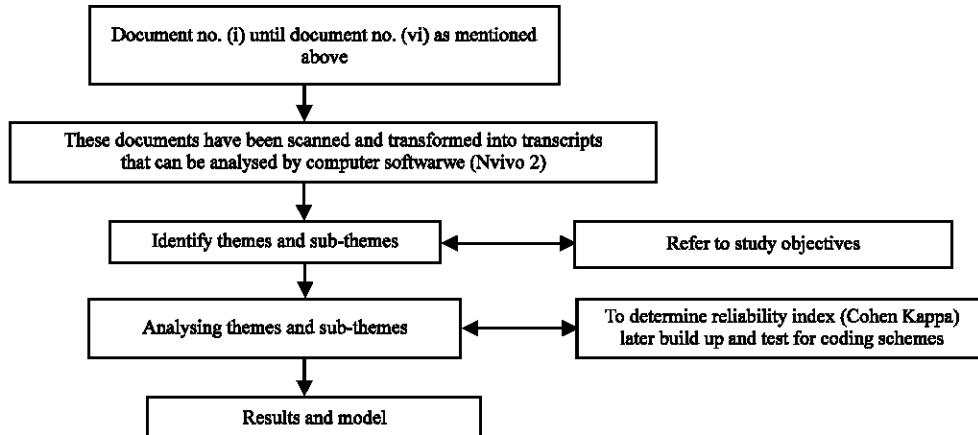 Document no. (i) until document no. (vi) as mentioned
above
These documents have been scanned and transformed into transcripts
that can be analysed by computer softwarwe (Nvivo 2)
Identify themes and sub-themes
Refer to study objectives
Analysing themes and sub-themes
To determine reliability index (Cohen Kappa)
later build up and test for coding schemes
Results and model